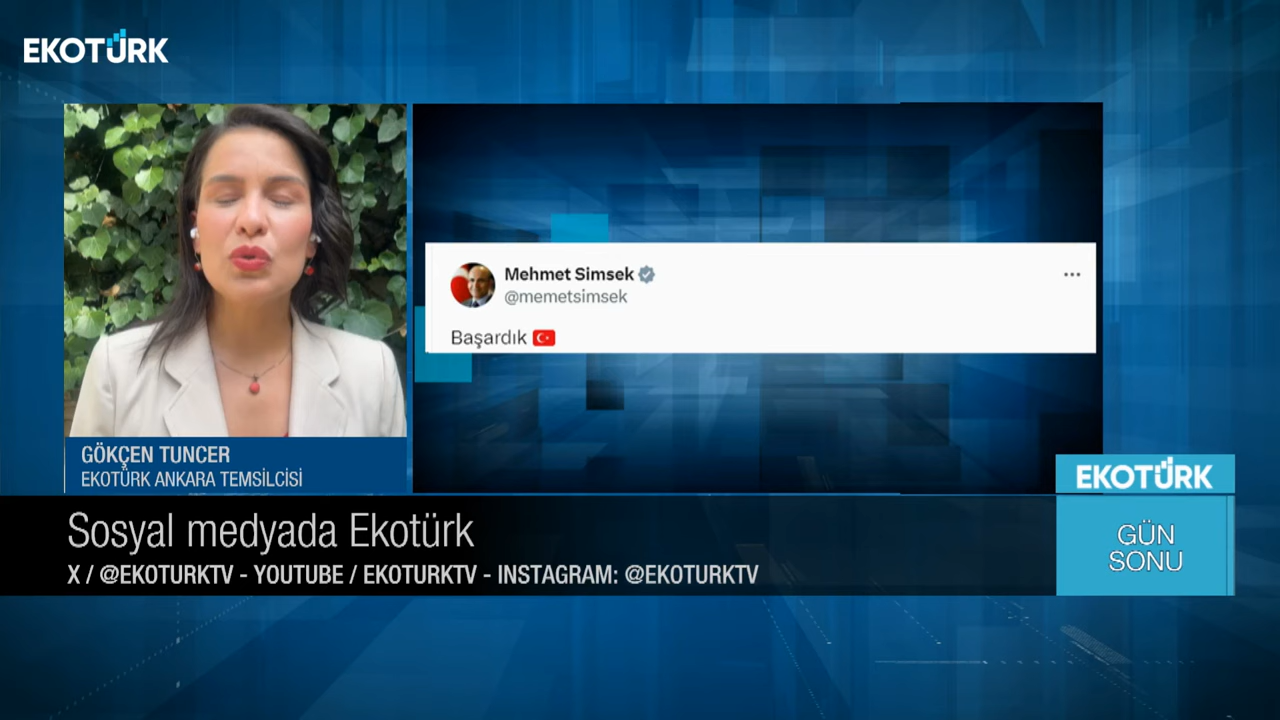 EKOTÜRK
Mehmet Simsek
@memetsimsek
Başardık
GÖKÇEN TUNCER
EKOTÜRK ANKARA TEMSİLCİSİ
EKOTÜRK
GÜN
SONU
Sosyal medyada Ekotürk
X / @EKOTURKTV - YOUTUBE / EKOTURKTV - INSTAGRAM: @EKOTURKTV